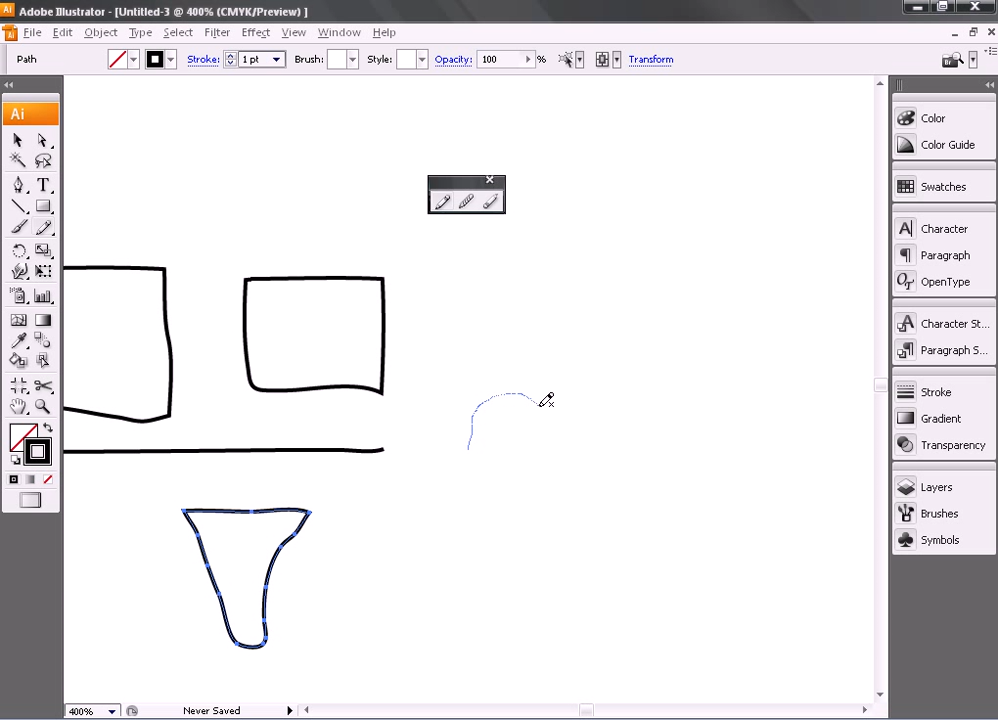 Ai Adobe Illustrator - [Untitled-3 @ 400% (CMYK/Preview) ]
File Edit Object Type Select Filter Effect View Window Help
Path Stroke: 1 pt Brush: Style: Opacity: 100 % Transform
Ai
T
Color
Color Guide
Swatches
Character
Paragraph
OpenType
Character St...
Paragraph S...
Stroke
Gradient
Transparency
Layers
Brushes
Symbols
400% Never Saved